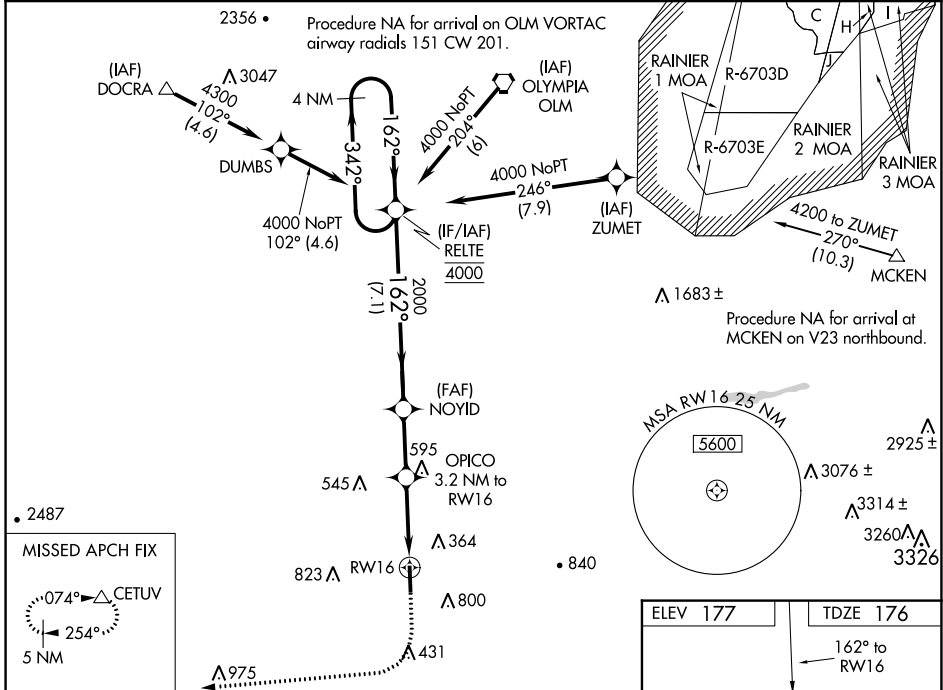 2356
Procedure NA for arrival on OLM VORTAC
airway radials 151 CW 201.
C
H
I
J
(IAF)
DOCRA
3047
4300
102°
(4.6)
4 NM
162°
342°
(IAF)
OLYMPIA
OLM
4000 NoPT
204°
(6)
RAINIER
1 MOA
R-6703D
R-6703E
RAINIER
2 MOA
RAINIER
3 MOA
DUMBS
4000 NoPT
102° (4.6)
4000 NoPT
246°
(7.9)
(IAF)
ZUMET
(IF/IAF)
RELTE
4000
4200 to ZUMET
270°
(10.3)
MCKEN
2000
162°
(7.1)
1683 ±
Procedure NA for arrival at
MCKEN on V23 northbound.
(FAF)
NOYID
MSA RW16 25 NM
5600
2925 ±
595
OPICO
3.2 NM to
RW16
545
3076 ±
3314 ±
3260
3326
2487
364
823
RW16
840
800
431
975
MISSED APCH FIX
074°
CETUV
254°
5 NM
ELEV 177
TDZE 176
162° to
RW16